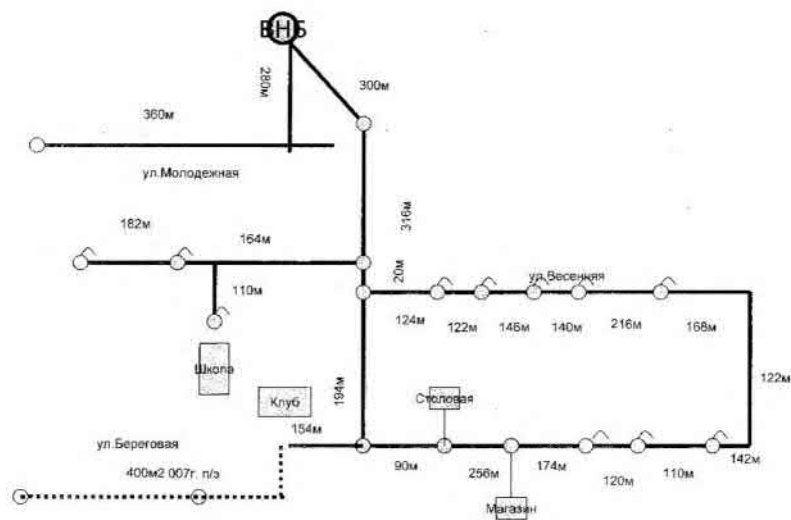 ВНБ
280м
300м
360м
ул.Молодежная
316м
182м
164м
20м
ул.Весенняя
110м
124м
122м
146м
140м
216м
168м
Школа
194м
122м
Клуб
Столовая
154м
ул.Береговая
400м2 007г. п/э
90м
256м
174м
120м
110м
142м
Магазин